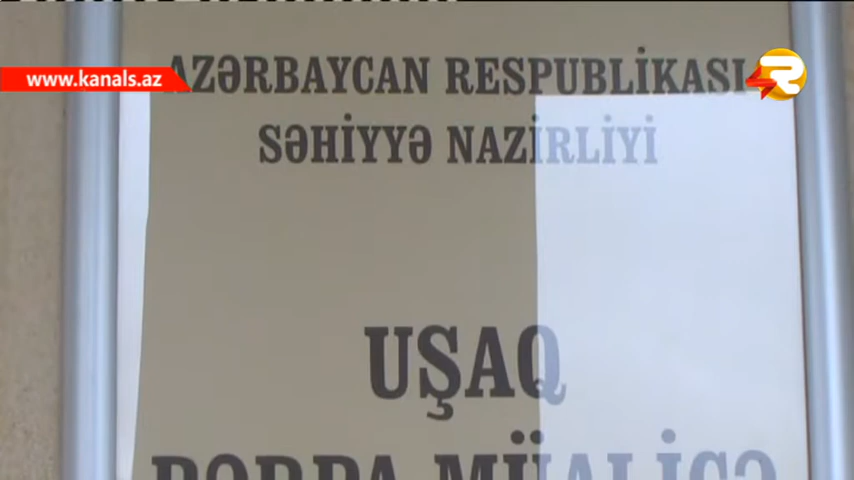 www.kanals.az
AZƏRBAYCAN RESPUBLİKASI
SƏHİYYƏ NAZİRLİYİ
UŞAQ
BƏRPA MÜALİCƏ